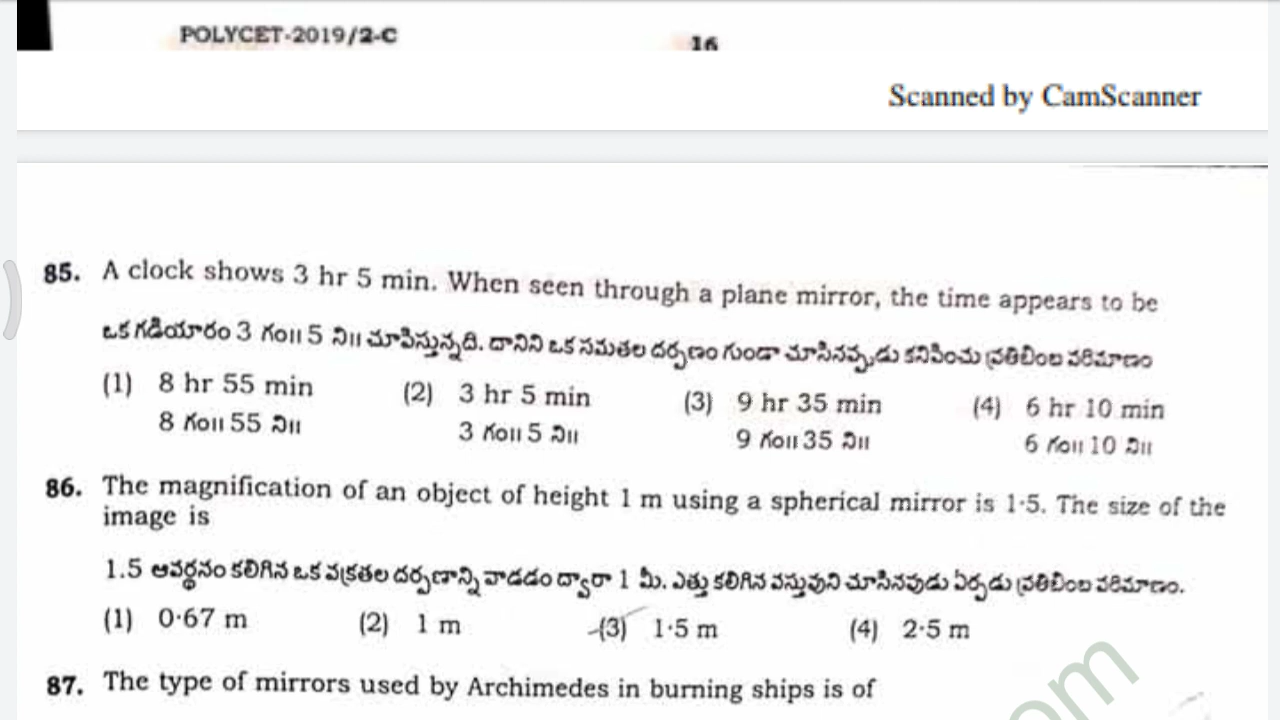 POLYCET-2019/2-C
16
Scanned by CamScanner
85. A clock shows 3 hr 5 min. When seen through a plane mirror, the time appears to be
ఒక గడియారం 3 గం॥ 5 ని॥ చూపిస్తున్నది. దానిని ఒక సమతల దర్పణం గుండా చూసినప్పుడు కనిపించు ప్రతిబింబ పరిమాణం
(1) 8 hr 55 min (2) 3 hr 5 min (3) 9 hr 35 min (4) 6 hr 10 min
8 గం॥ 55 ని॥ 3 గం॥ 5 ని॥ 9 గం॥ 35 ని॥ 6 గం॥ 10 ని॥
86. The magnification of an object of height 1 m using a spherical mirror is 1·5. The size of the
image is
1.5 ఆవర్థనం కలిగిన ఒక వక్రతల దర్పణాన్ని వాడడం ద్వారా 1 మీ. ఎత్తు కలిగిన వస్తువుని చూసినపుడు ఏర్పడు ప్రతిబింబ పరిమాణం.
(1) 0·67 m (2) 1 m (3) 1·5 m (4) 2·5 m
87. The type of mirrors used by Archimedes in burning ships is of
om